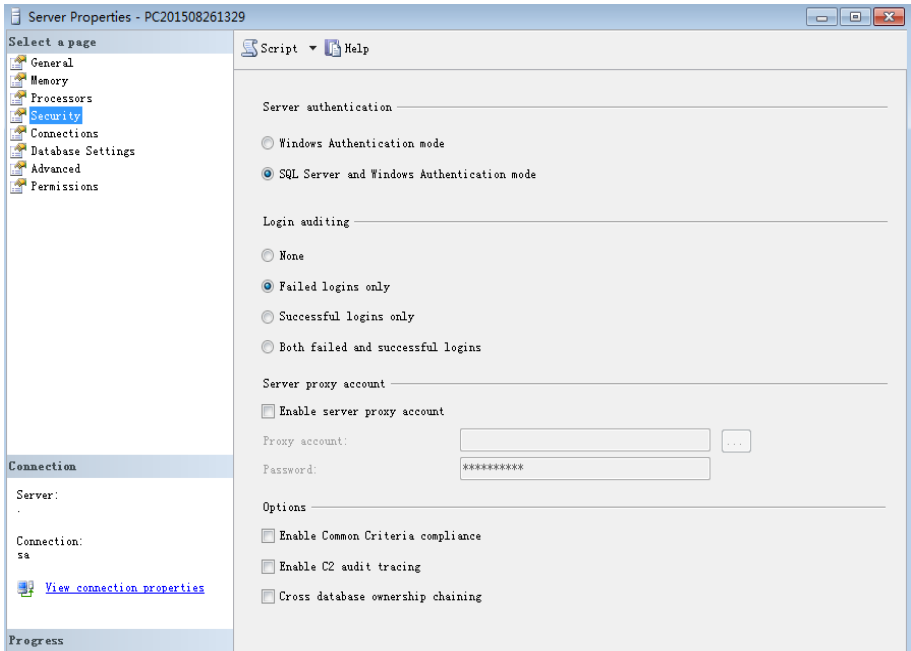 Server Properties - PC201508261329
Select a page
General
Memory
Processors
Security
Connections
Database Settings
Advanced
Permissions
Connection
Server:
.
Connection:
sa
View connection properties
Progress
Script Help
Server authentication
Windows Authentication mode
SQL Server and Windows Authentication mode
Login auditing
None
Failed logins only
Successful logins only
Both failed and successful logins
Server proxy account
Enable server proxy account
Proxy account:
...
Password:
**********
Options
Enable Common Criteria compliance
Enable C2 audit tracing
Cross database ownership chaining